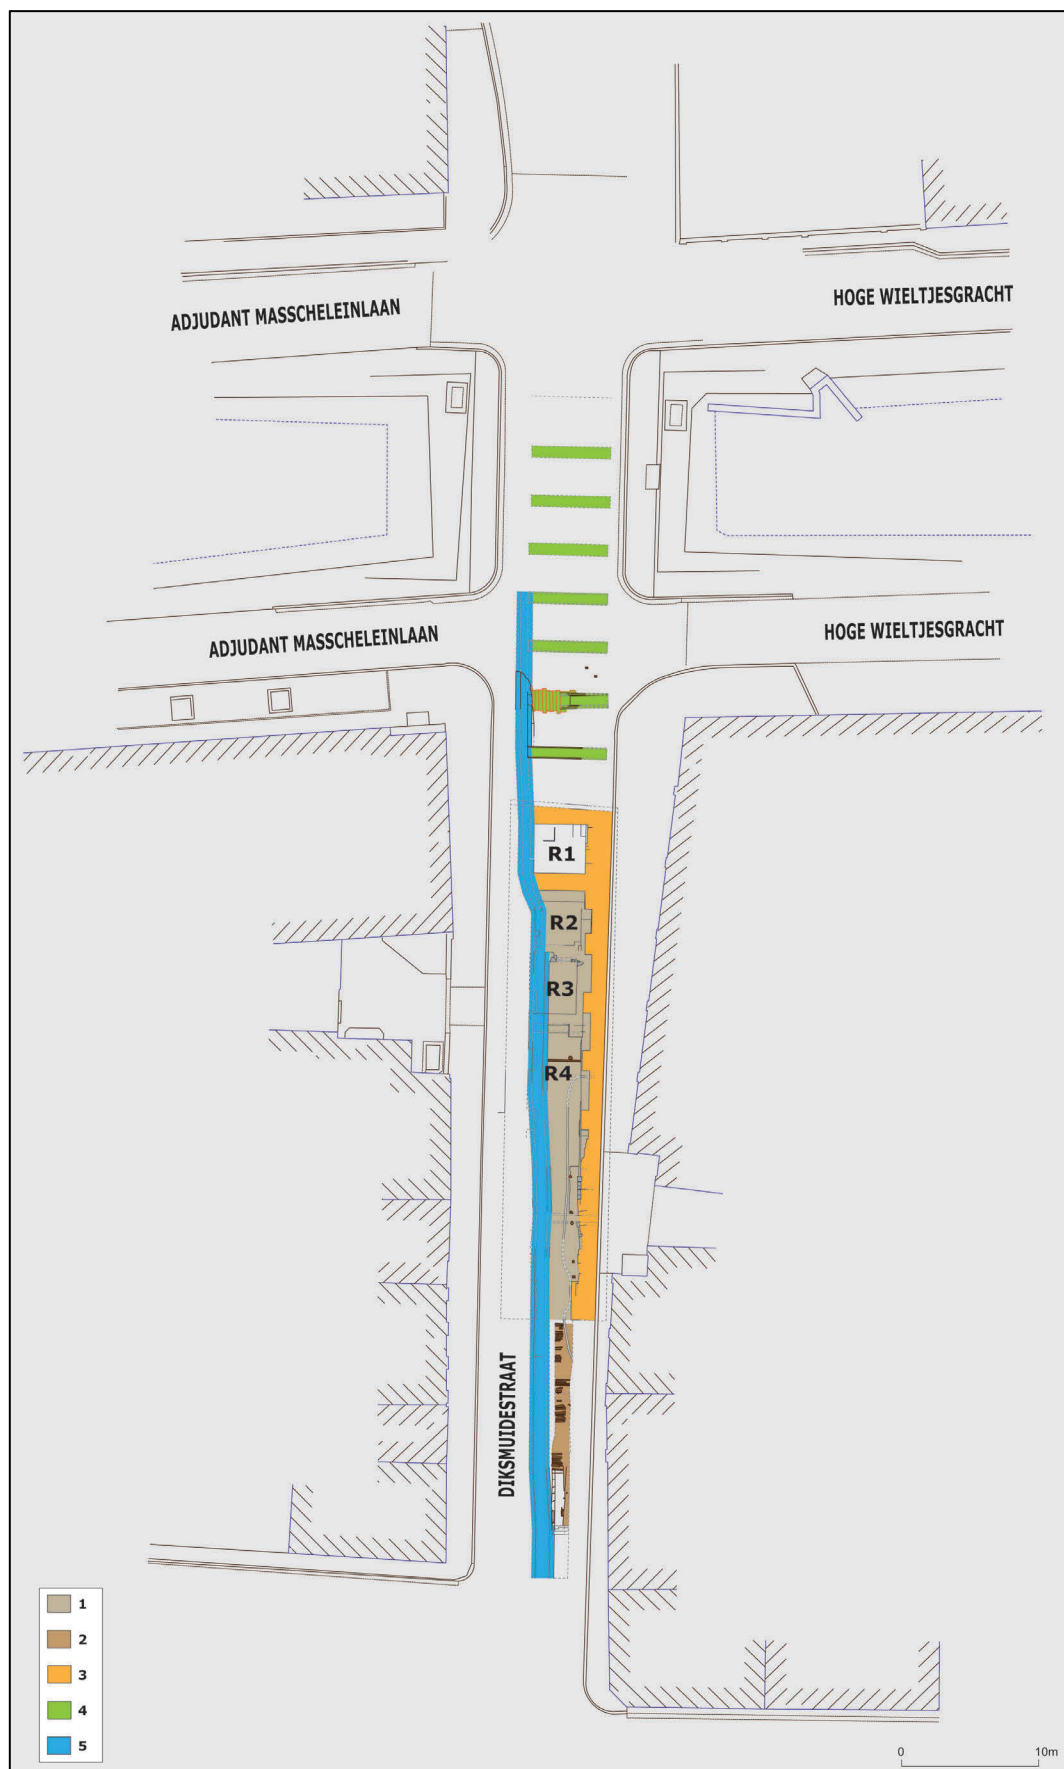 ADJUDANT MASSCHELEINLAAN
HOGE WIELTJESGRACHT
ADJUDANT MASSCHELEINLAAN
HOGE WIELTJESGRACHT
R1
R2
R3
R4
DIKSMUIDESTRAAT
1
2
3
4
5
0 10m